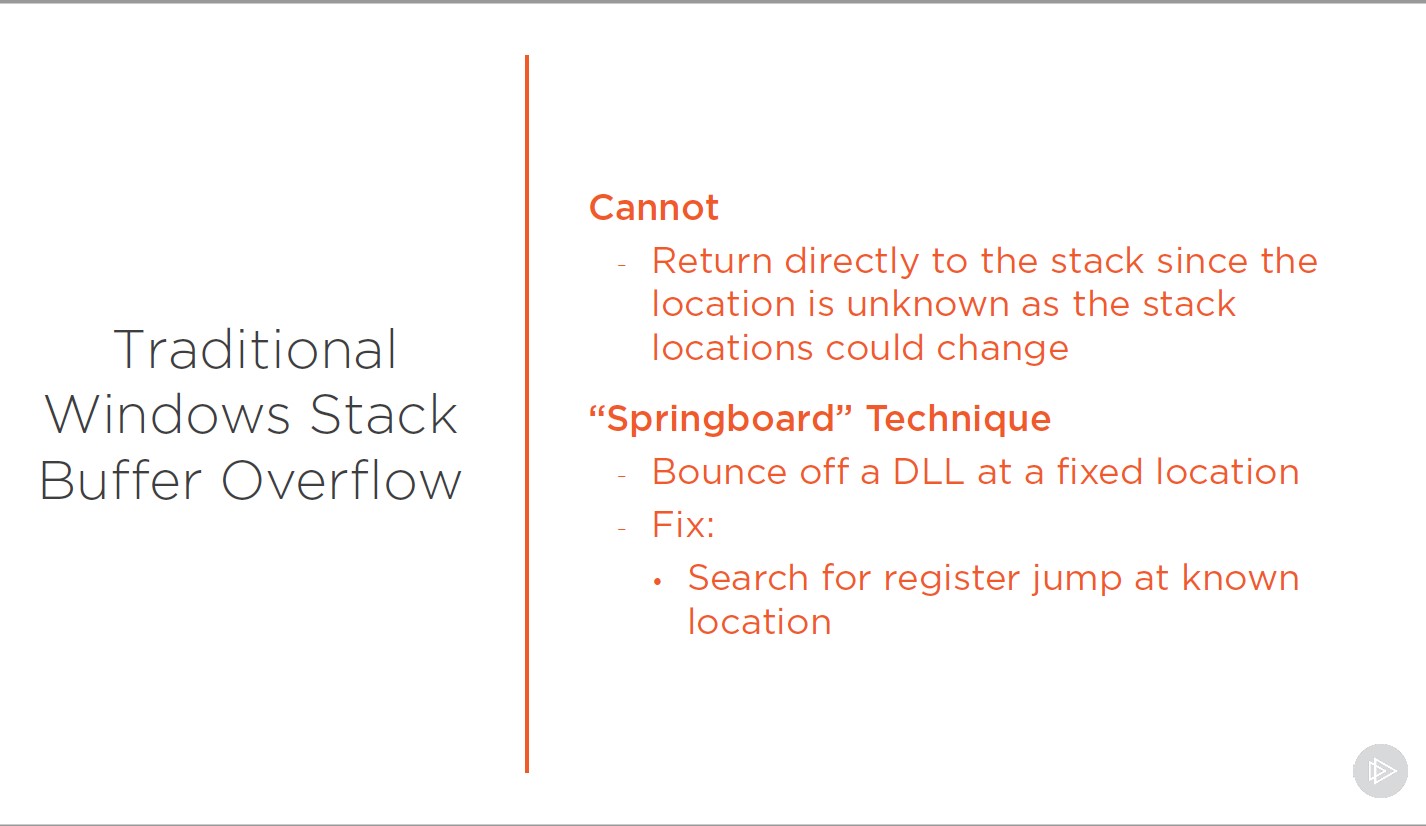 Traditional
Windows Stack
Buffer Overflow
Cannot
- Return directly to the stack since the
location is unknown as the stack
locations could change
“Springboard” Technique
- Bounce off a DLL at a fixed location
- Fix:
• Search for register jump at known
location